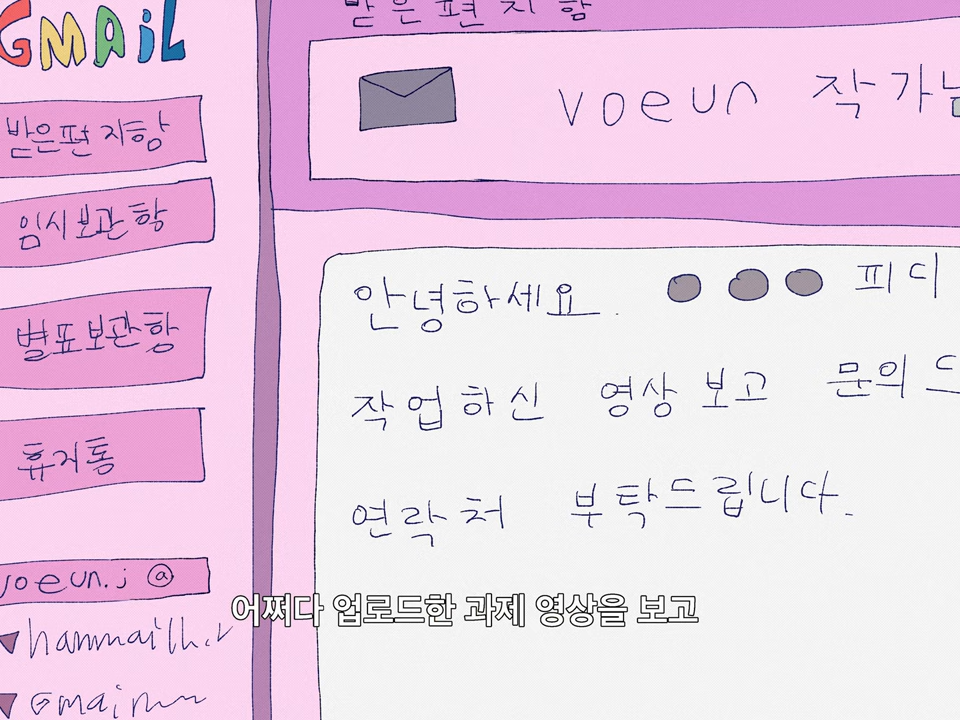 GMAIL
받은편지함
임시보관함
별표보관함
휴지통
voeun.j @
받은편지함
voeun 작가님
안녕하세요. ●●● 피디
작업하신 영상 보고 문의 드
연락처 부탁드립니다.
어쩌다 업로드한 과제 영상을 보고